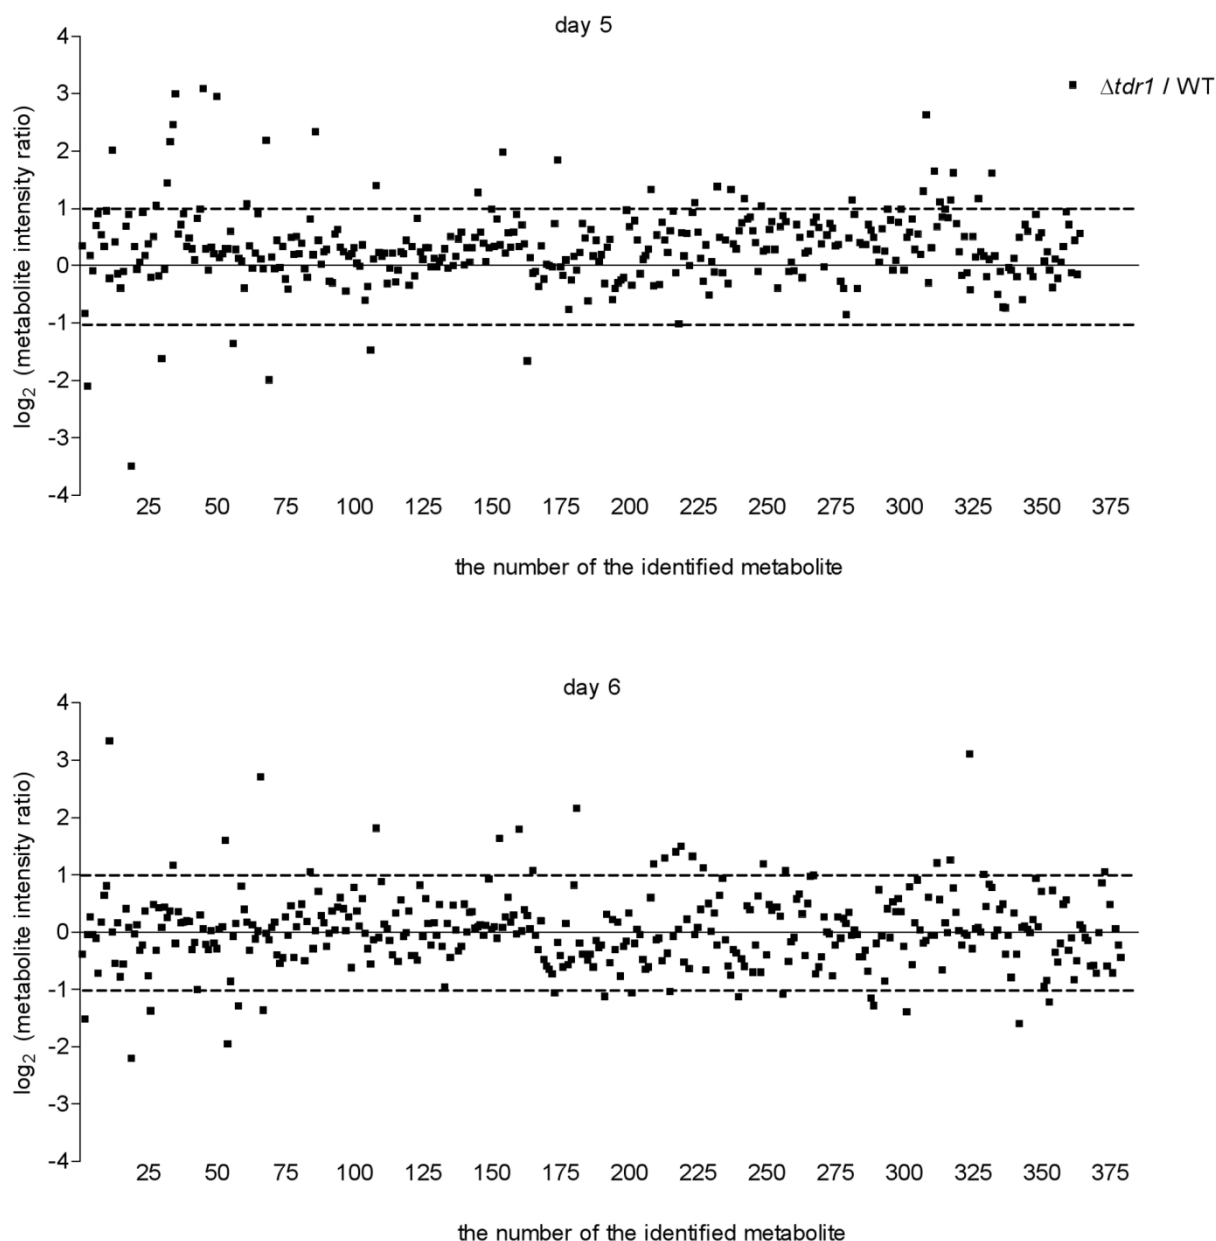 day 5
4
3
2
1
0
-1
-2
-3
-4
log₂ (metabolite intensity ratio)
Δtdr1 / WT
25 50 75 100 125 150 175 200 225 250 275 300 325 350 375
the number of the identified metabolite
day 6
4
3
2
1
0
-1
-2
-3
-4
log₂ (metabolite intensity ratio)
25 50 75 100 125 150 175 200 225 250 275 300 325 350 375
the number of the identified metabolite